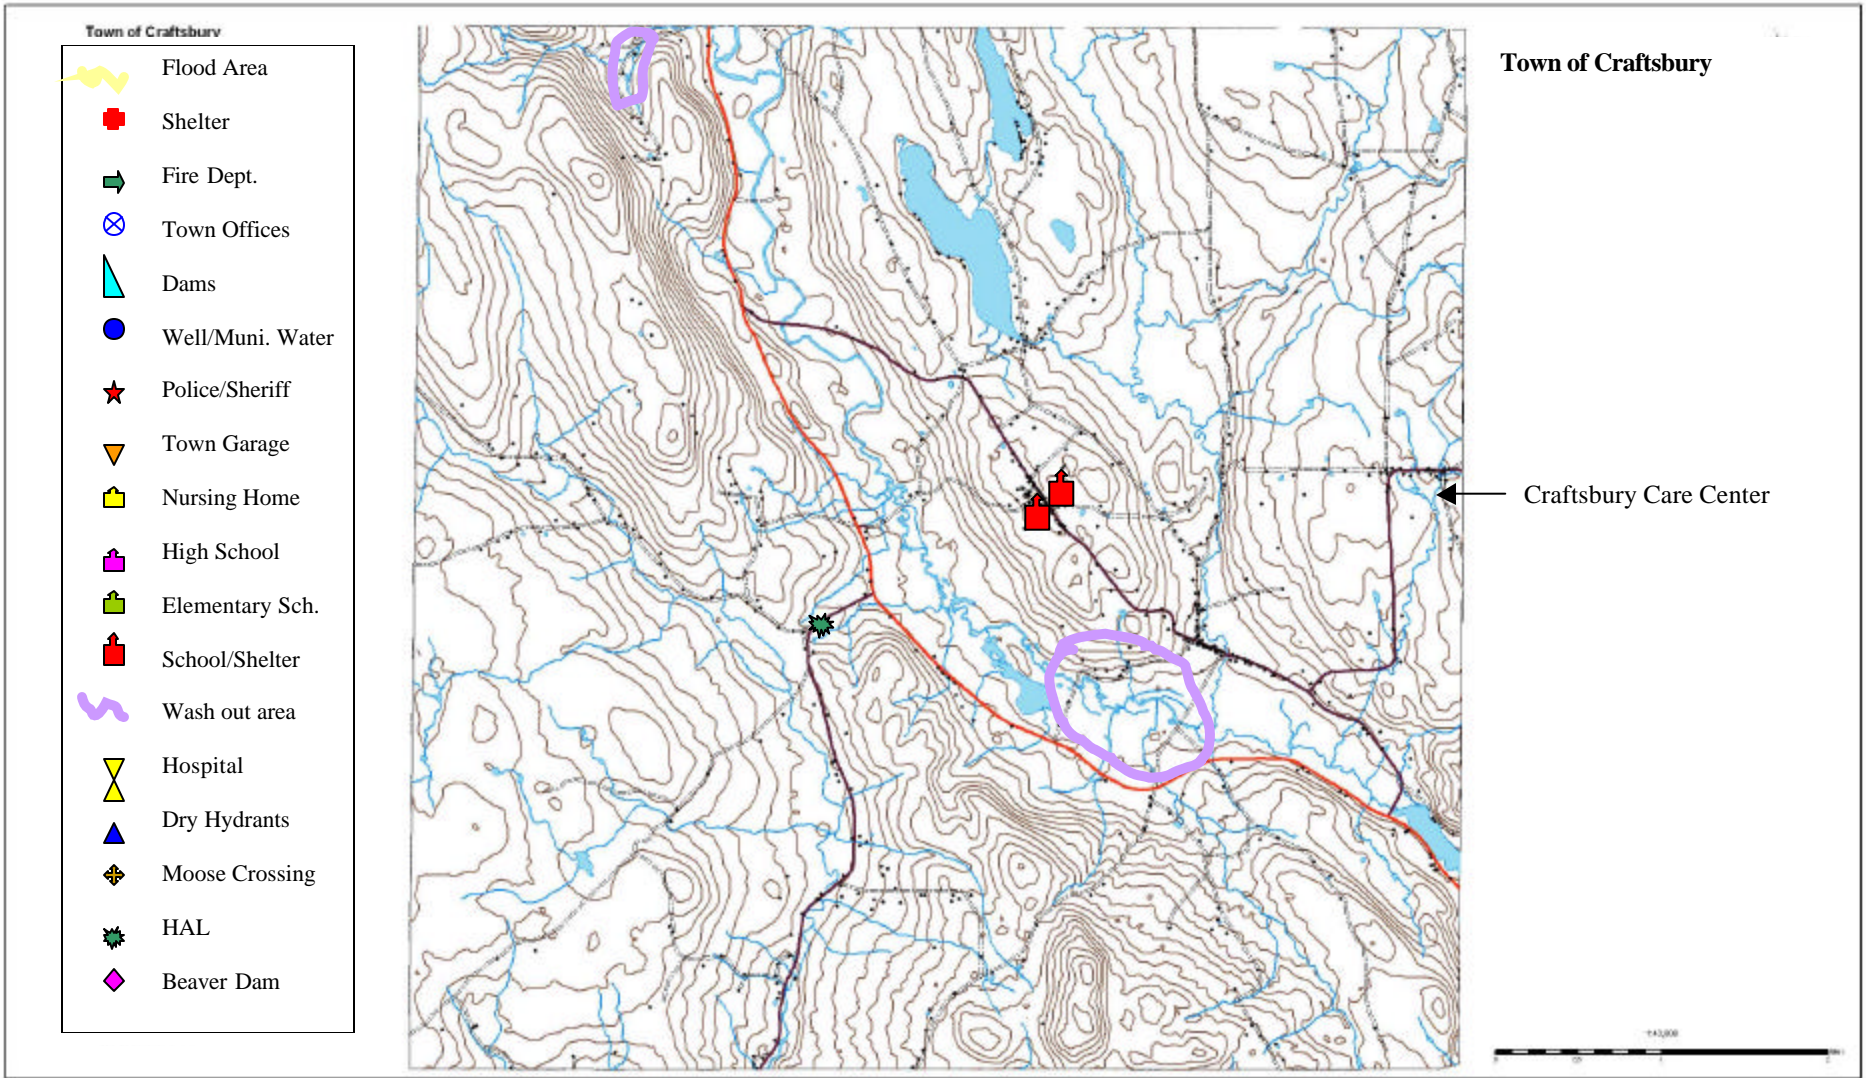 Town of Craftsbury
Flood Area
Shelter
Fire Dept.
Town Offices
Dams
Well/Muni. Water
Police/Sheriff
Town Garage
Nursing Home
High School
Elementary Sch.
School/Shelter
Wash out area
Hospital
Dry Hydrants
Moose Crossing
HAL
Beaver Dam
Town of Craftsbury
Craftsbury Care Center